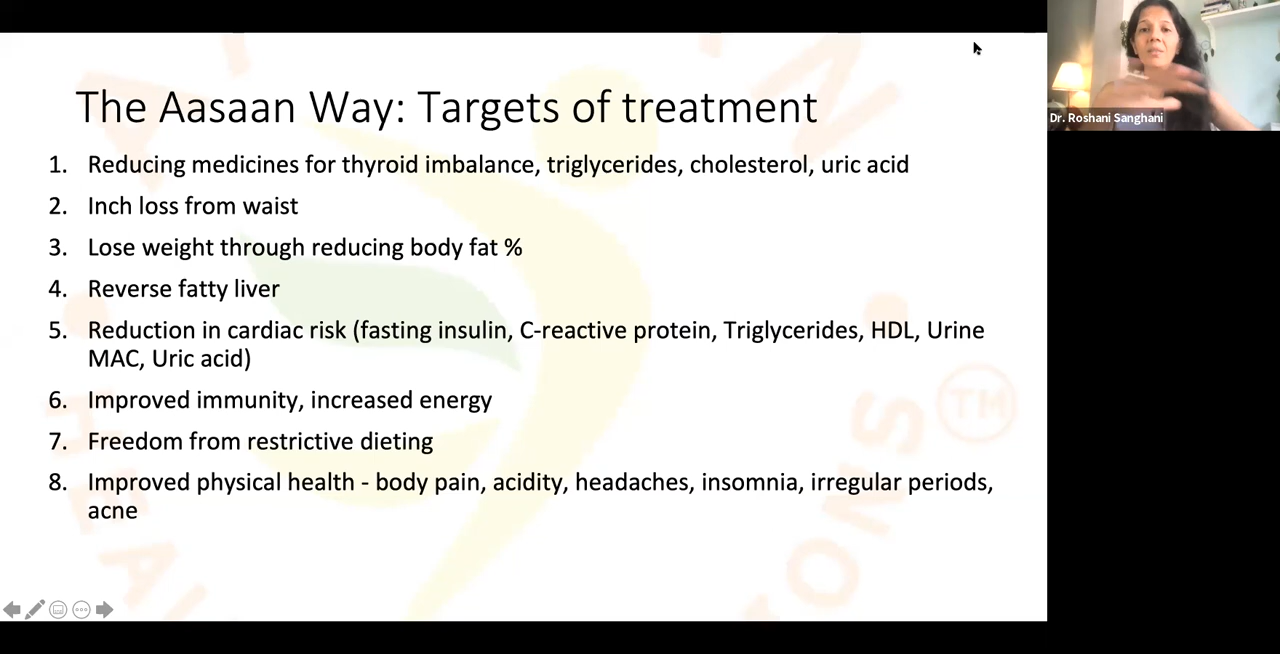 The Aasaan Way: Targets of treatment
1. Reducing medicines for thyroid imbalance, triglycerides, cholesterol, uric acid
2. Inch loss from waist
3. Lose weight through reducing body fat %
4. Reverse fatty liver
5. Reduction in cardiac risk (fasting insulin, C-reactive protein, Triglycerides, HDL, Urine
MAC, Uric acid)
6. Improved immunity, increased energy
7. Freedom from restrictive dieting
8. Improved physical health - body pain, acidity, headaches, insomnia, irregular periods,
acne
Dr. Roshani Sanghani
TM